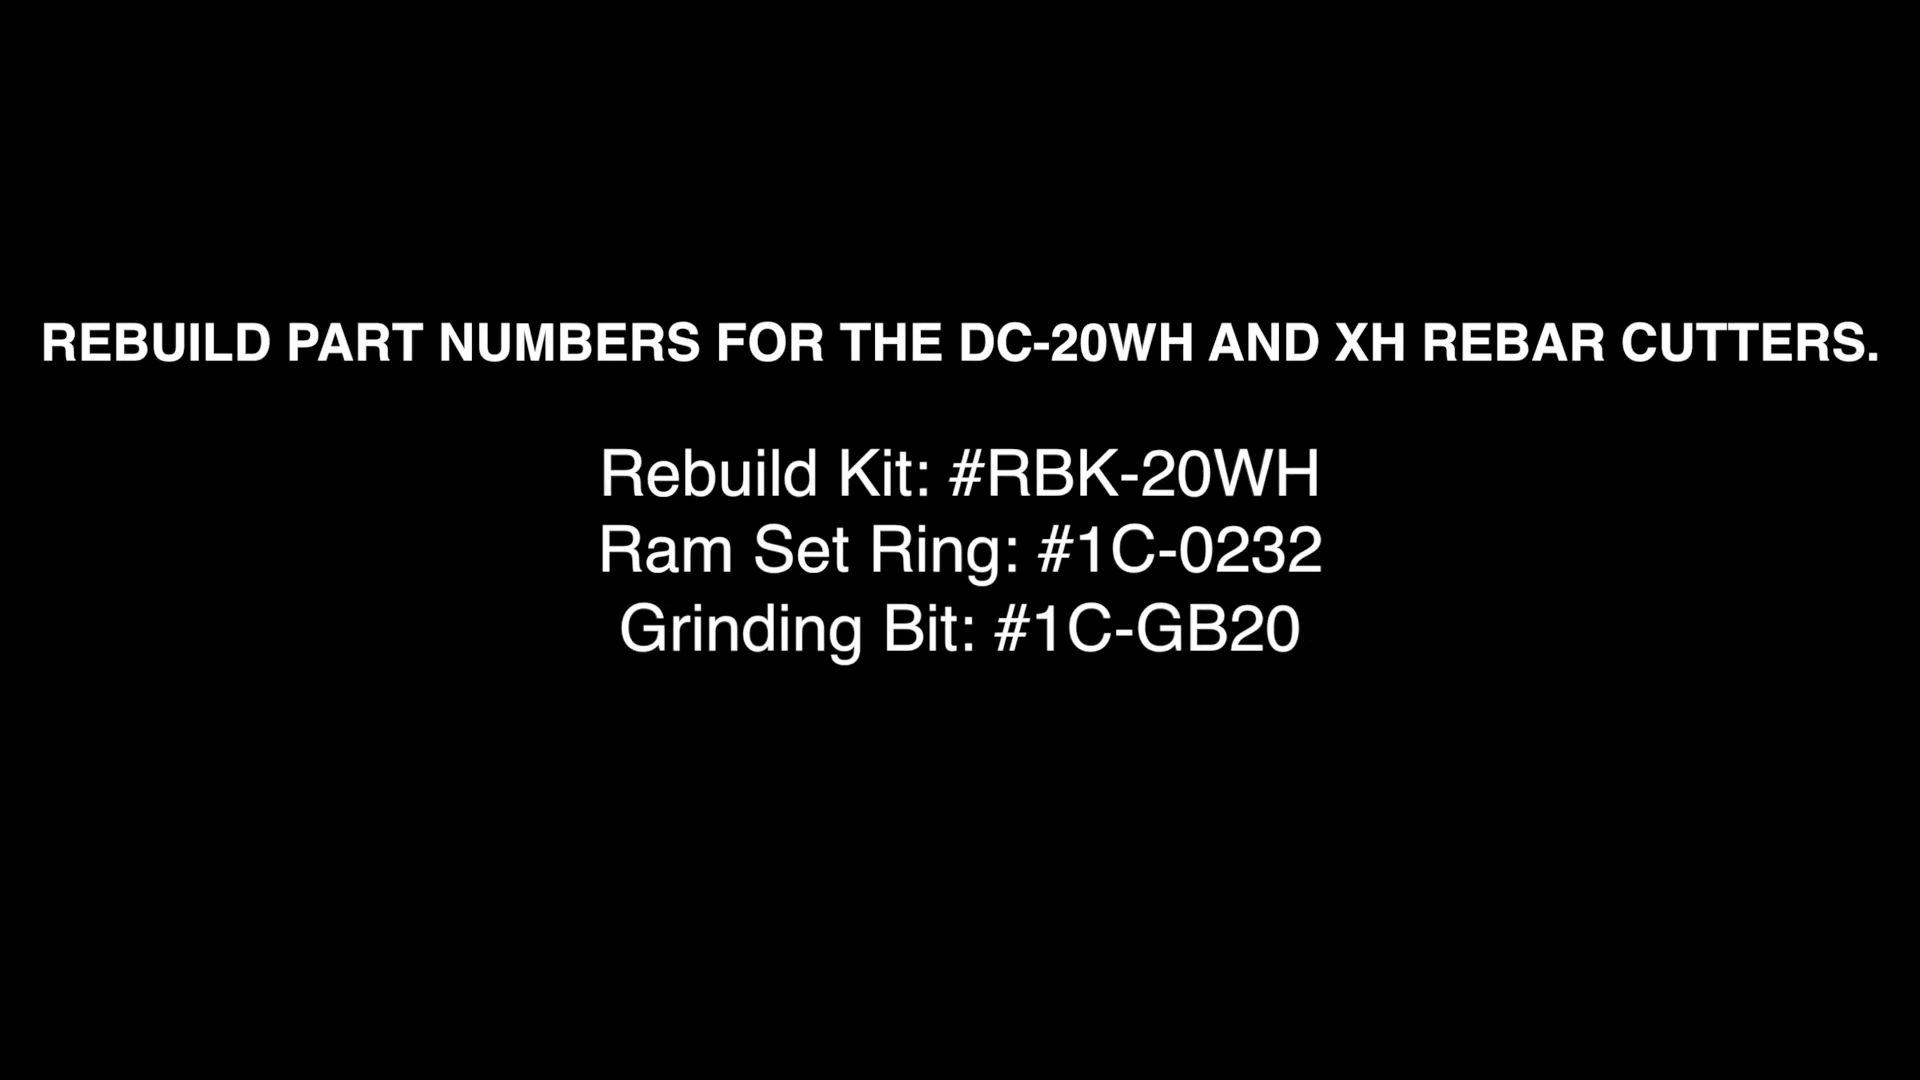 REBUILD PART NUMBERS FOR THE DC-20WH AND XH REBAR CUTTERS.
Rebuild Kit: #RBK-20WH
Ram Set Ring: #1C-0232
Grinding Bit: #1C-GB20